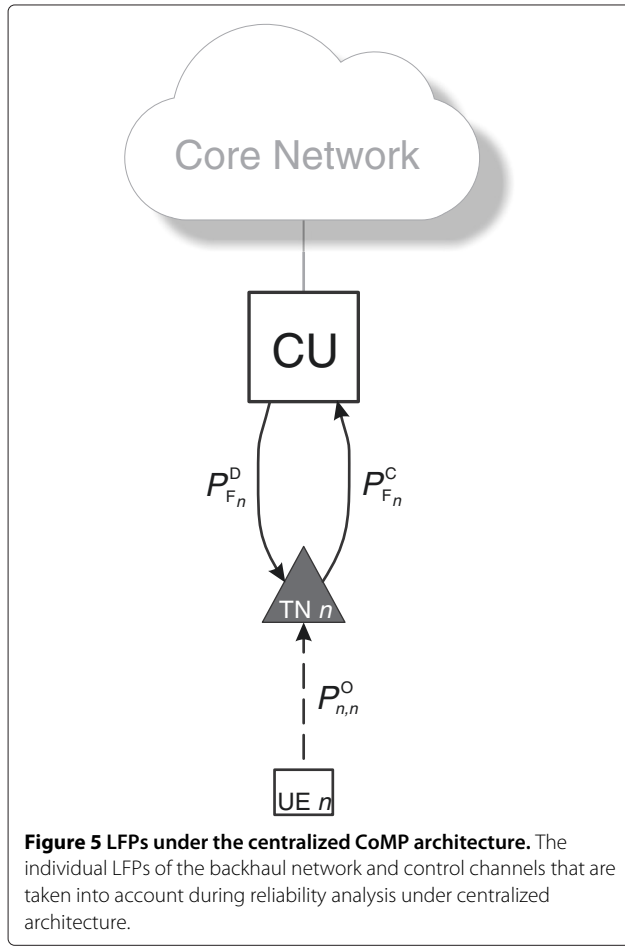 Core Network
CU
P^D_{F_n} P^C_{F_n}
TN n
P^O_{n,n}
UE n
Figure 5 LFPs under the centralized CoMP architecture. The
individual LFPs of the backhaul network and control channels that are
taken into account during reliability analysis under centralized
architecture.